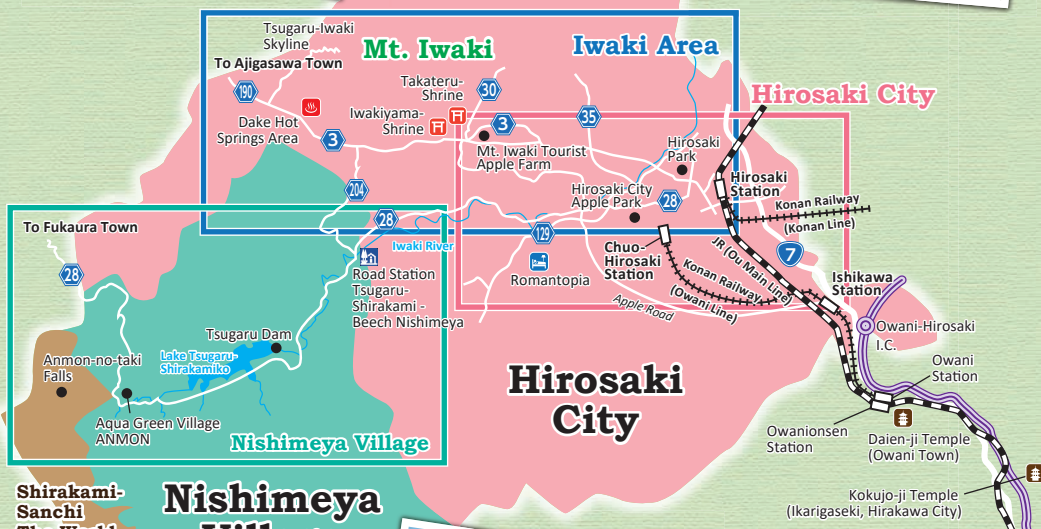 Tsugaru-Iwaki
Skyline
To Ajigasawa Town
Mt. Iwaki
Iwaki Area
Takateru-
Shrine
190
30
Hirosaki City
Iwakiyama-
Shrine
35
Dake Hot
Springs Area
3
3
Mt. Iwaki Tourist
Apple Farm
Hirosaki
Park
Hirosaki
Station
204
Hirosaki City
Apple Park
28
Konan Railway
(Konan Line)
28
To Fukaura Town
129
Iwaki River
Chuo-
Hirosaki
Station
JR (Ou Main Line)
7
28
Road Station
Tsugaru-
Shirakami -
Beech Nishimeya
Romantopia
Konan Railway
(Owani Line)
Ishikawa
Station
Apple Road
Tsugaru Dam
Owani-Hirosaki
I.C.
Lake Tsugaru-
Shirakamiko
Anmon-no-taki
Falls
Owani
Station
Hirosaki
City
Aqua Green Village
ANMON
Nishimeya Village
Owanionsen
Station
Daien-ji Temple
(Owani Town)
Shirakami-
Sanchi
Nishimeya
Kokujo-ji Temple
(Ikarigaseki, Hirakawa City)